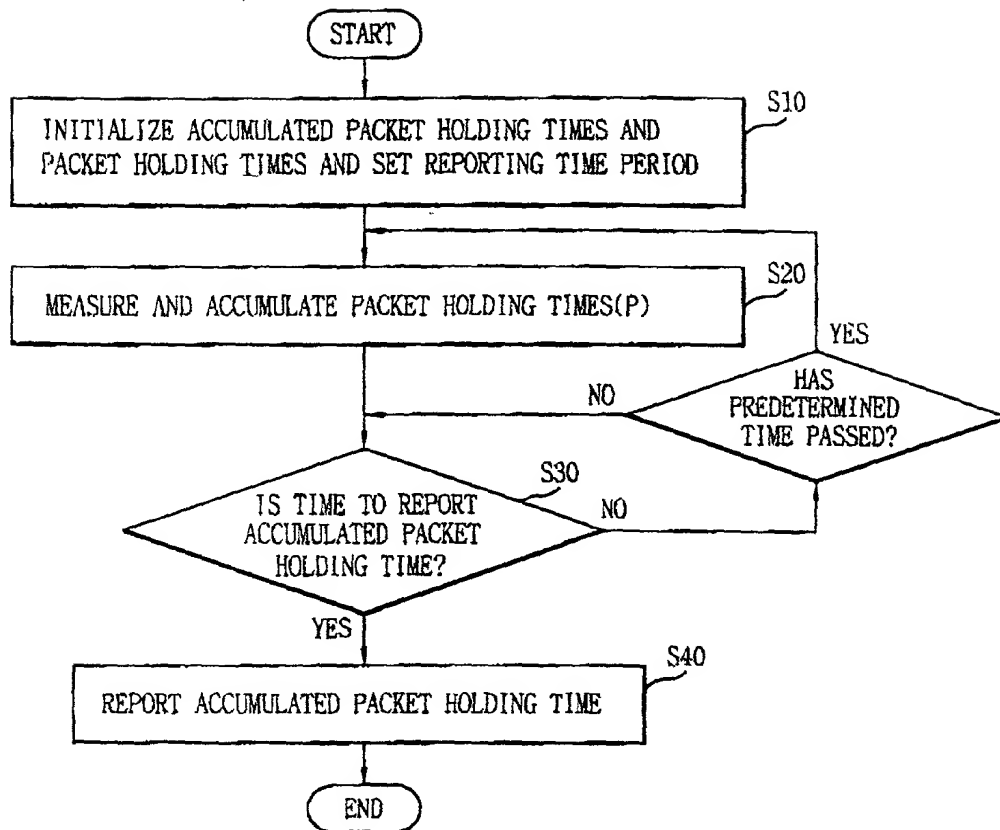 START
S10
INITIALIZE ACCUMULATED PACKET HOLDING TIMES AND
PACKET HOLDING TIMES AND SET REPORTING TIME PERIOD
S20
MEASURE AND ACCUMULATE PACKET HOLDING TIMES(P)
YES
NO
HAS
PREDETERMINED
TIME PASSED?
S30
IS TIME TO REPORT
ACCUMULATED PACKET
HOLDING TIME?
NO
YES
S40
REPORT ACCUMULATED PACKET HOLDING TIME
END